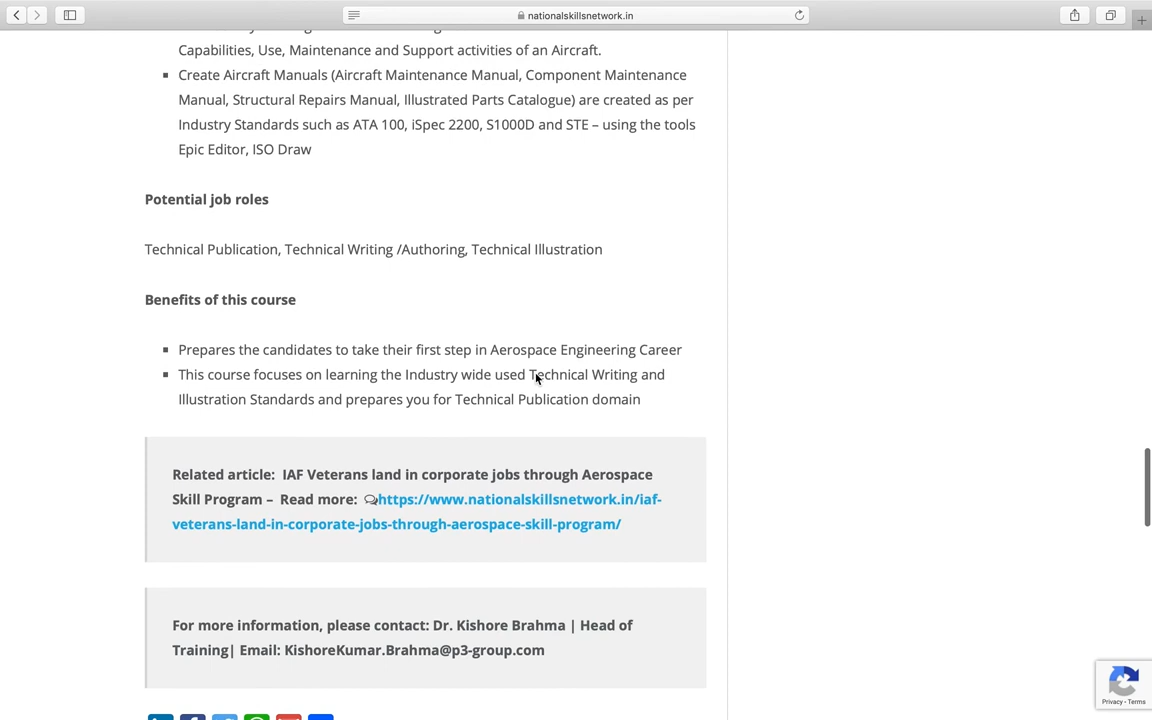 nationalskillsnetwork.in
Capabilities, Use, Maintenance and Support activities of an Aircraft.
▪ Create Aircraft Manuals (Aircraft Maintenance Manual, Component Maintenance
Manual, Structural Repairs Manual, Illustrated Parts Catalogue) are created as per
Industry Standards such as ATA 100, iSpec 2200, S1000D and STE – using the tools
Epic Editor, ISO Draw
Potential job roles
Technical Publication, Technical Writing /Authoring, Technical Illustration
Benefits of this course
▪ Prepares the candidates to take their first step in Aerospace Engineering Career
▪ This course focuses on learning the Industry wide used Technical Writing and
Illustration Standards and prepares you for Technical Publication domain
Related article:  IAF Veterans land in corporate jobs through Aerospace
Skill Program –  Read more: https://www.nationalskillsnetwork.in/iaf-
veterans-land-in-corporate-jobs-through-aerospace-skill-program/
For more information, please contact: Dr. Kishore Brahma | Head of
Training| Email: KishoreKumar.Brahma@p3-group.com
Privacy - Terms